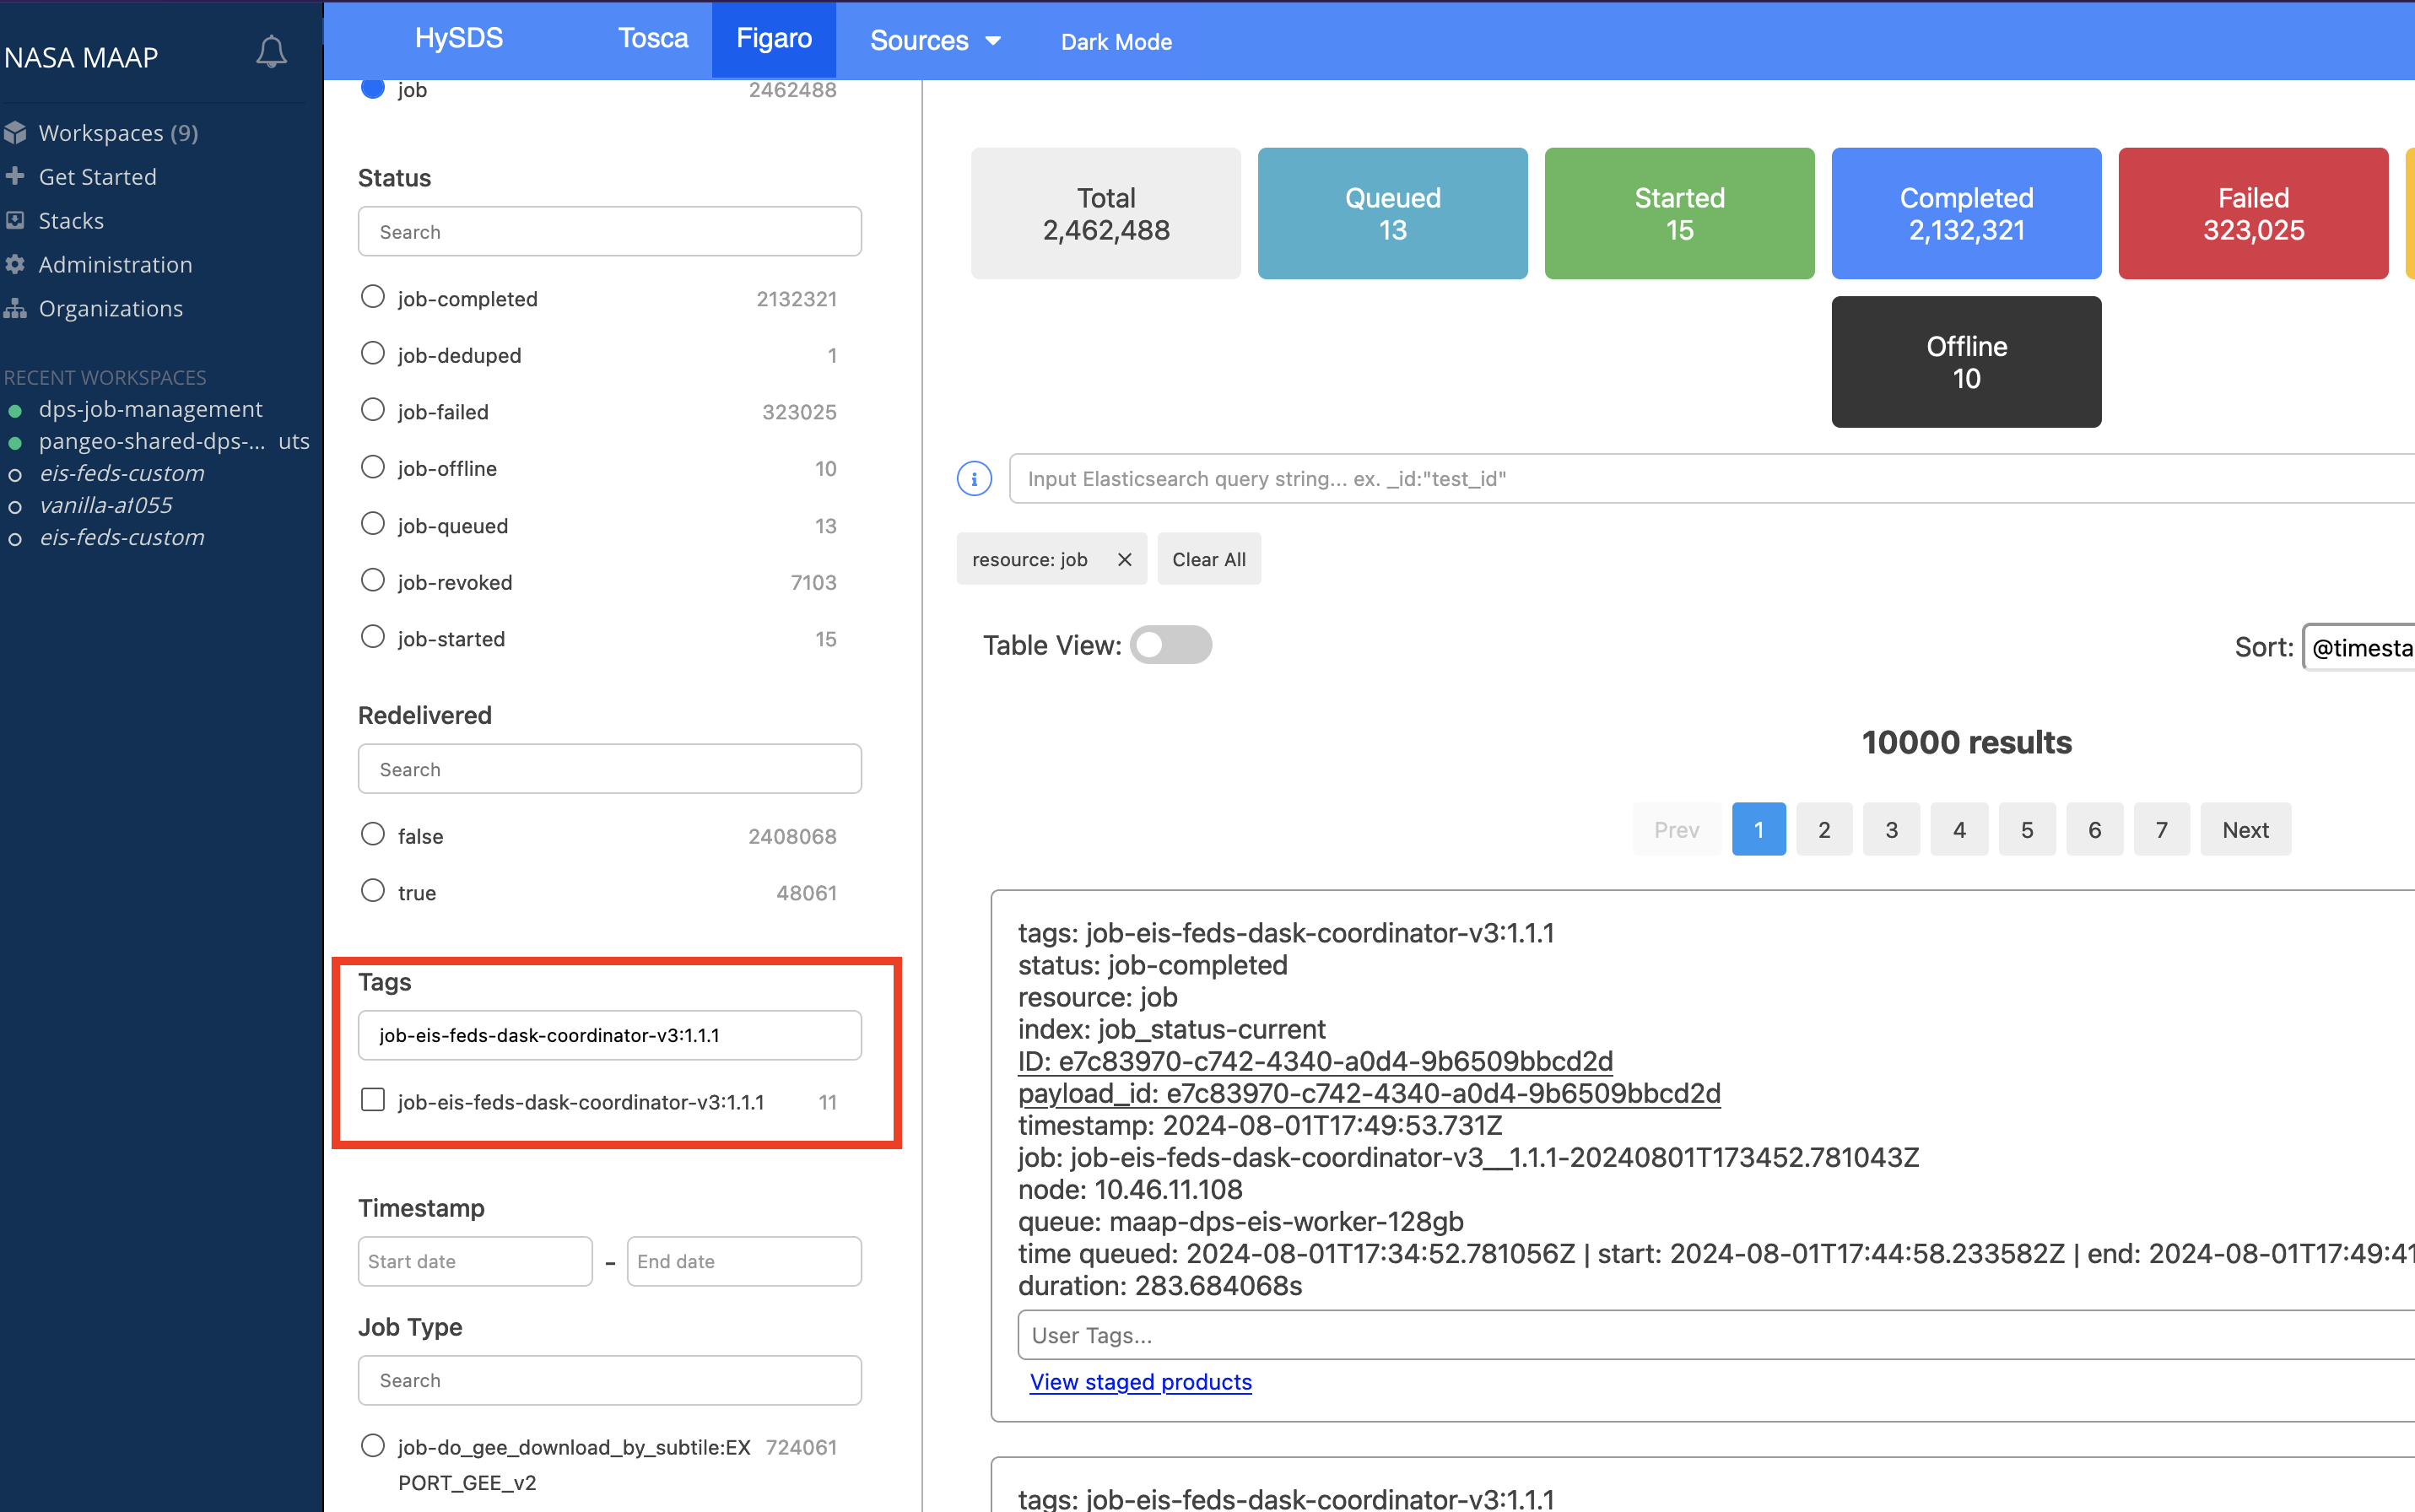 NASA MAAP
Workspaces (9)
Get Started
Stacks
Administration
Organizations
RECENT WORKSPACES
dps-job-management
pangeo-shared-dps-... uts
eis-feds-custom
vanilla-af055
eis-feds-custom
HySDS
Tosca
Figaro
Sources
Dark Mode
job 2462488
Status
Search
job-completed 2132321
job-deduped 1
job-failed 323025
job-offline 10
job-queued 13
job-revoked 7103
job-started 15
Redelivered
Search
false 2408068
true 48061
Tags
job-eis-feds-dask-coordinator-v3:1.1.1
job-eis-feds-dask-coordinator-v3:1.1.1 11
Timestamp
Start date - End date
Job Type
Search
job-do_gee_download_by_subtile:EX 724061
PORT_GEE_v2
Total
2,462,488
Queued
13
Started
15
Completed
2,132,321
Failed
323,025
Offline
10
Input Elasticsearch query string... ex. _id:"test_id"
resource: job
Clear All
Table View:
Sort: @timesta
10000 results
Prev 1 2 3 4 5 6 7 Next
tags: job-eis-feds-dask-coordinator-v3:1.1.1
status: job-completed
resource: job
index: job_status-current
ID: e7c83970-c742-4340-a0d4-9b6509bbcd2d
payload_id: e7c83970-c742-4340-a0d4-9b6509bbcd2d
timestamp: 2024-08-01T17:49:53.731Z
job: job-eis-feds-dask-coordinator-v3__1.1.1-20240801T173452.781043Z
node: 10.46.11.108
queue: maap-dps-eis-worker-128gb
time queued: 2024-08-01T17:34:52.781056Z | start: 2024-08-01T17:44:58.233582Z | end: 2024-08-01T17:49:41
duration: 283.684068s
User Tags...
View staged products
tags: job-eis-feds-dask-coordinator-v3:1.1.1